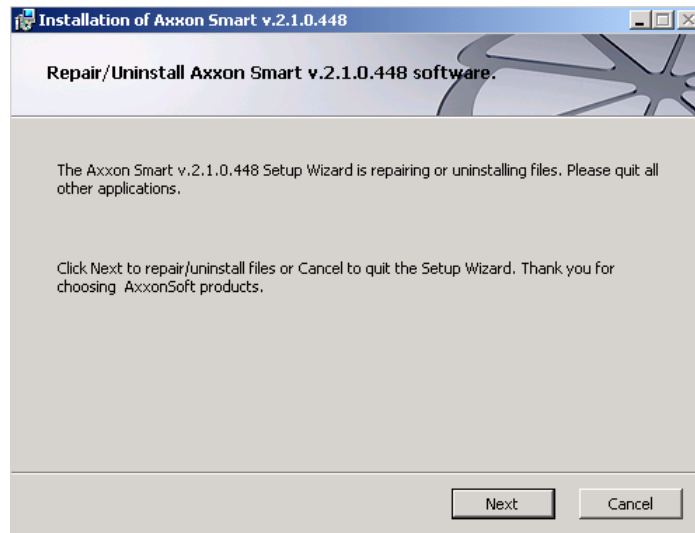 Installation of Axxon Smart v.2.1.0.448
Repair/Uninstall Axxon Smart v.2.1.0.448 software.
The Axxon Smart v.2.1.0.448 Setup Wizard is repairing or uninstalling files. Please quit all
other applications.
Click Next to repair/uninstall files or Cancel to quit the Setup Wizard. Thank you for
choosing  AxxonSoft products.
Next
Cancel